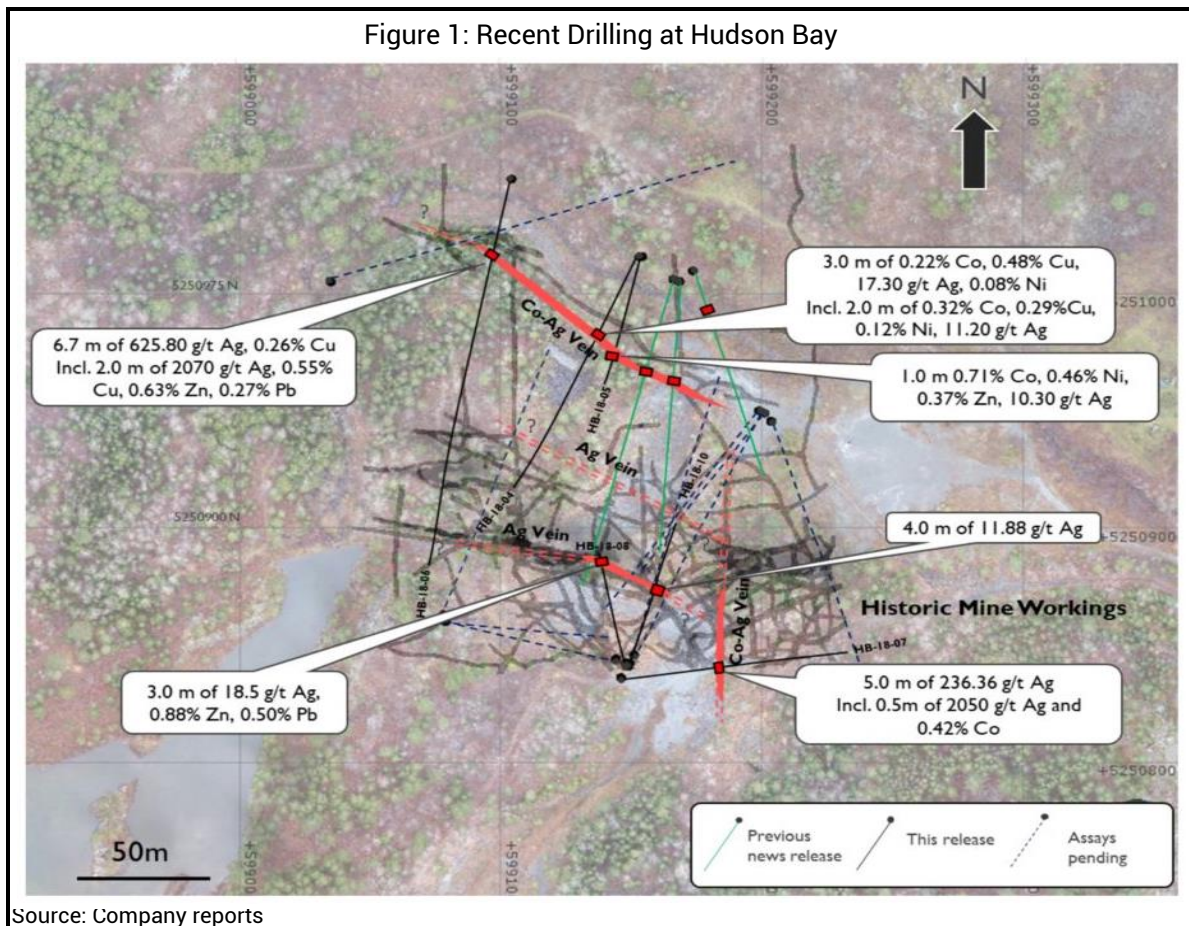 Figure 1: Recent Drilling at Hudson Bay
+599000
+599100
+599200
+599300
N
?
5250975 N
251000
3.0 m of 0.22% Co, 0.48% Cu,
17.30 g/t Ag, 0.08% Ni
Incl. 2.0 m of 0.32% Co, 0.29%Cu,
0.12% Ni, 11.20 g/t Ag
Co-Ag Vein
6.7 m of 625.80 g/t Ag, 0.26% Cu
Incl. 2.0 m of 2070 g/t Ag, 0.55%
Cu, 0.63% Zn, 0.27% Pb
1.0 m 0.71% Co, 0.46% Ni,
0.37% Zn, 10.30 g/t Ag
HB-18-05
?
Ag Vein
HB-18-10
HB-18-04
5250900 N
Ag Vein
HB-18-08
4.0 m of 11.88 g/t Ag
+5250900
HB-18-06
Co-Ag Vein
Historic Mine Workings
HB-18-07
3.0 m of 18.5 g/t Ag,
0.88% Zn, 0.50% Pb
5.0 m of 236.36 g/t Ag
Incl. 0.5m of 2050 g/t Ag and
0.42% Co
+5250800
50m
Previous
news release
This release
Assays
pending
+59900
+59910
Source: Company reports